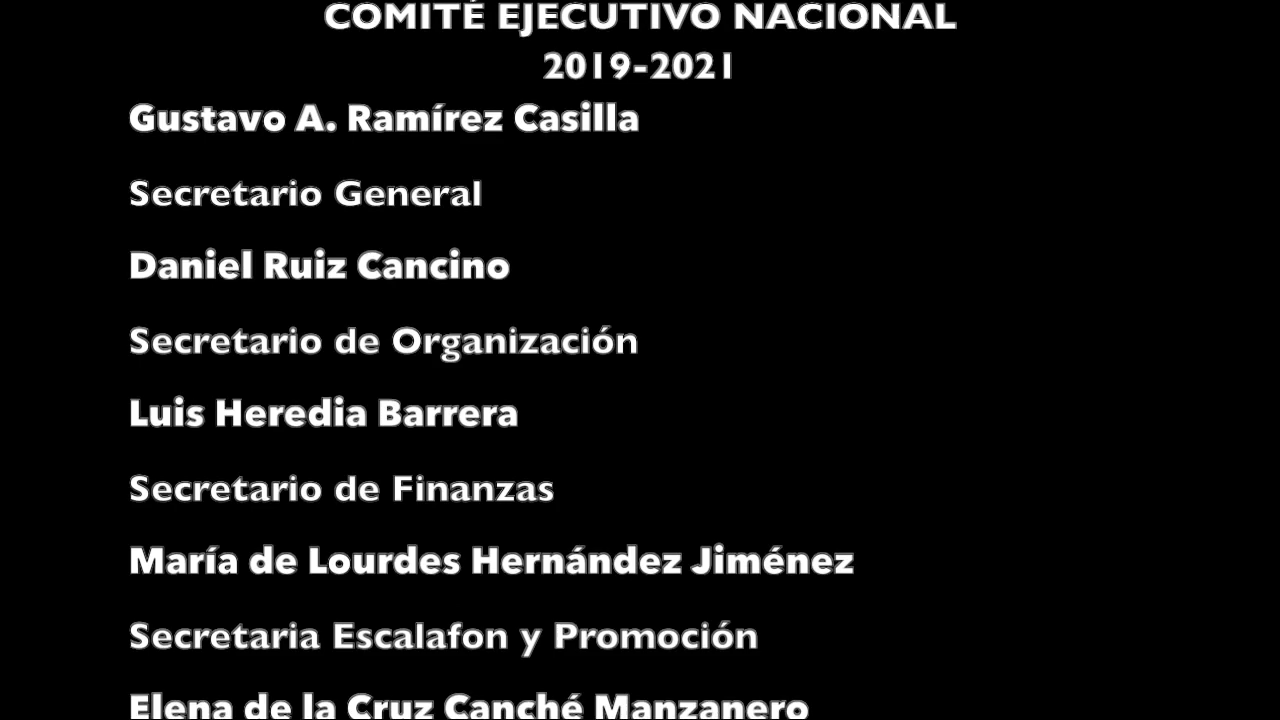 COMITÉ EJECUTIVO NACIONAL
2019-2021
Gustavo A. Ramírez Casilla
Secretario General
Daniel Ruiz Cancino
Secretario de Organización
Luis Heredia Barrera
Secretario de Finanzas
María de Lourdes Hernández Jiménez
Secretaria Escalafon y Promoción
Elena de la Cruz Canché Manzanero